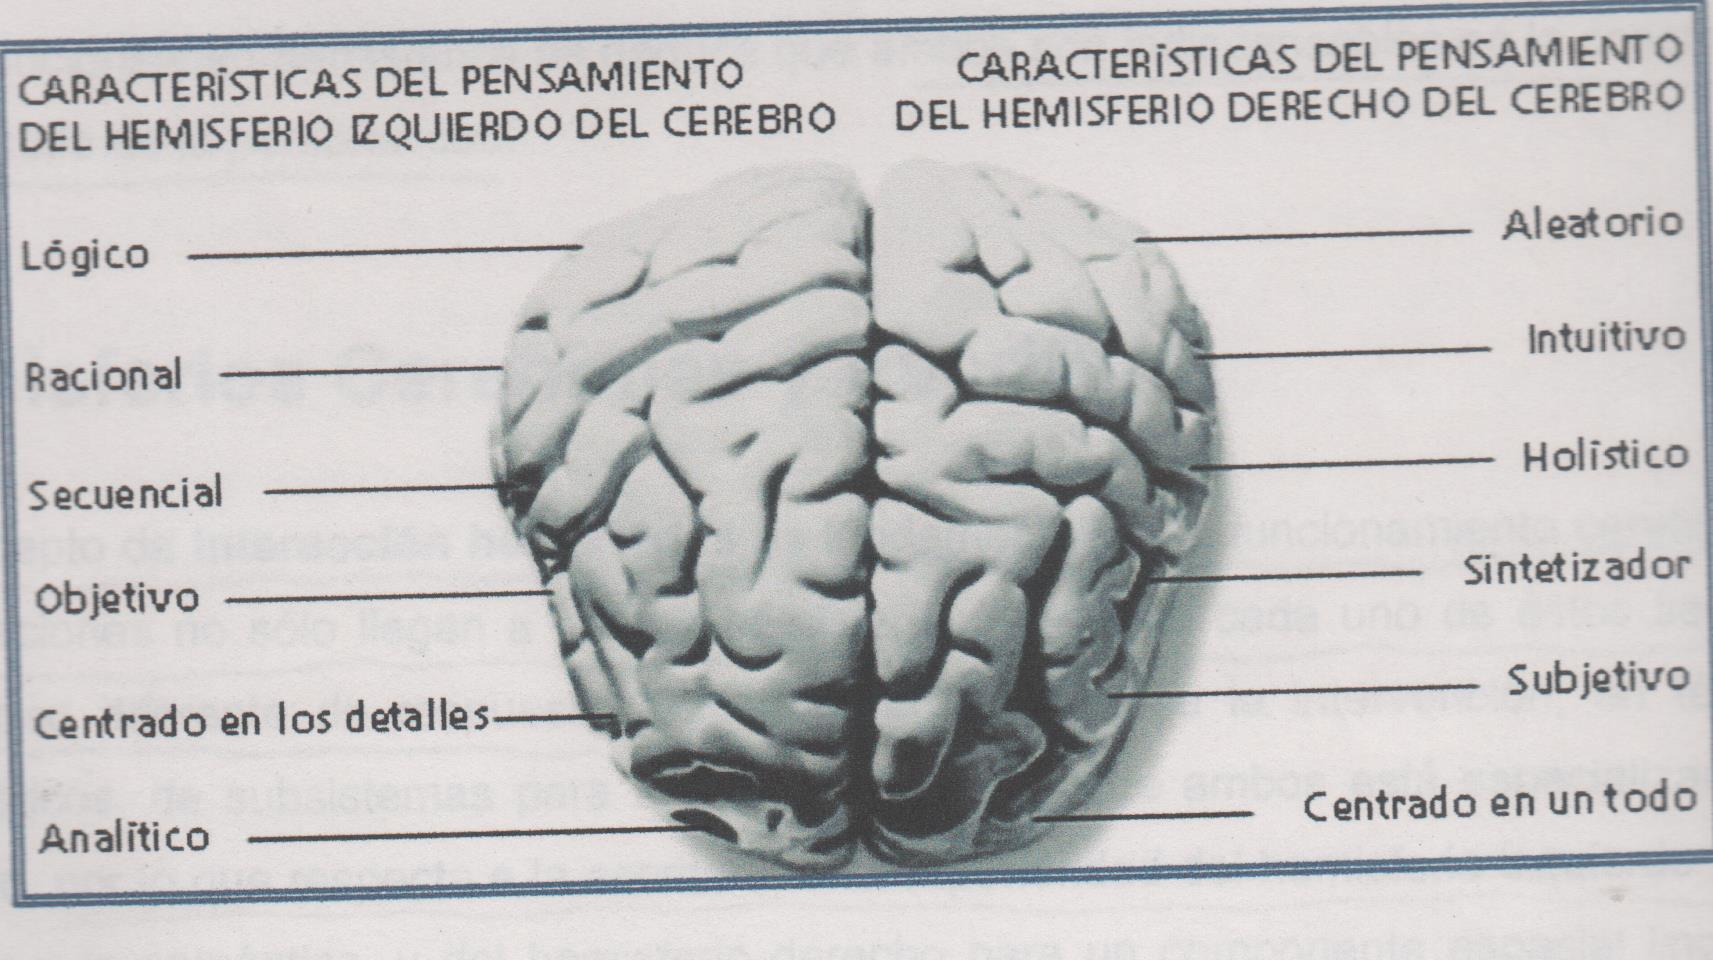 CARACTERÍSTICAS DEL PENSAMIENTO
DEL HEMISFERIO IZQUIERDO DEL CEREBRO
Lógico
Racional
Secuencial
Objetivo
Centrado en los detalles
Analítico
CARACTERÍSTICAS DEL PENSAMIENTO
DEL HEMISFERIO DERECHO DEL CEREBRO
Aleatorio
Intuitivo
Holístico
Sintetizador
Subjetivo
Centrado en un todo